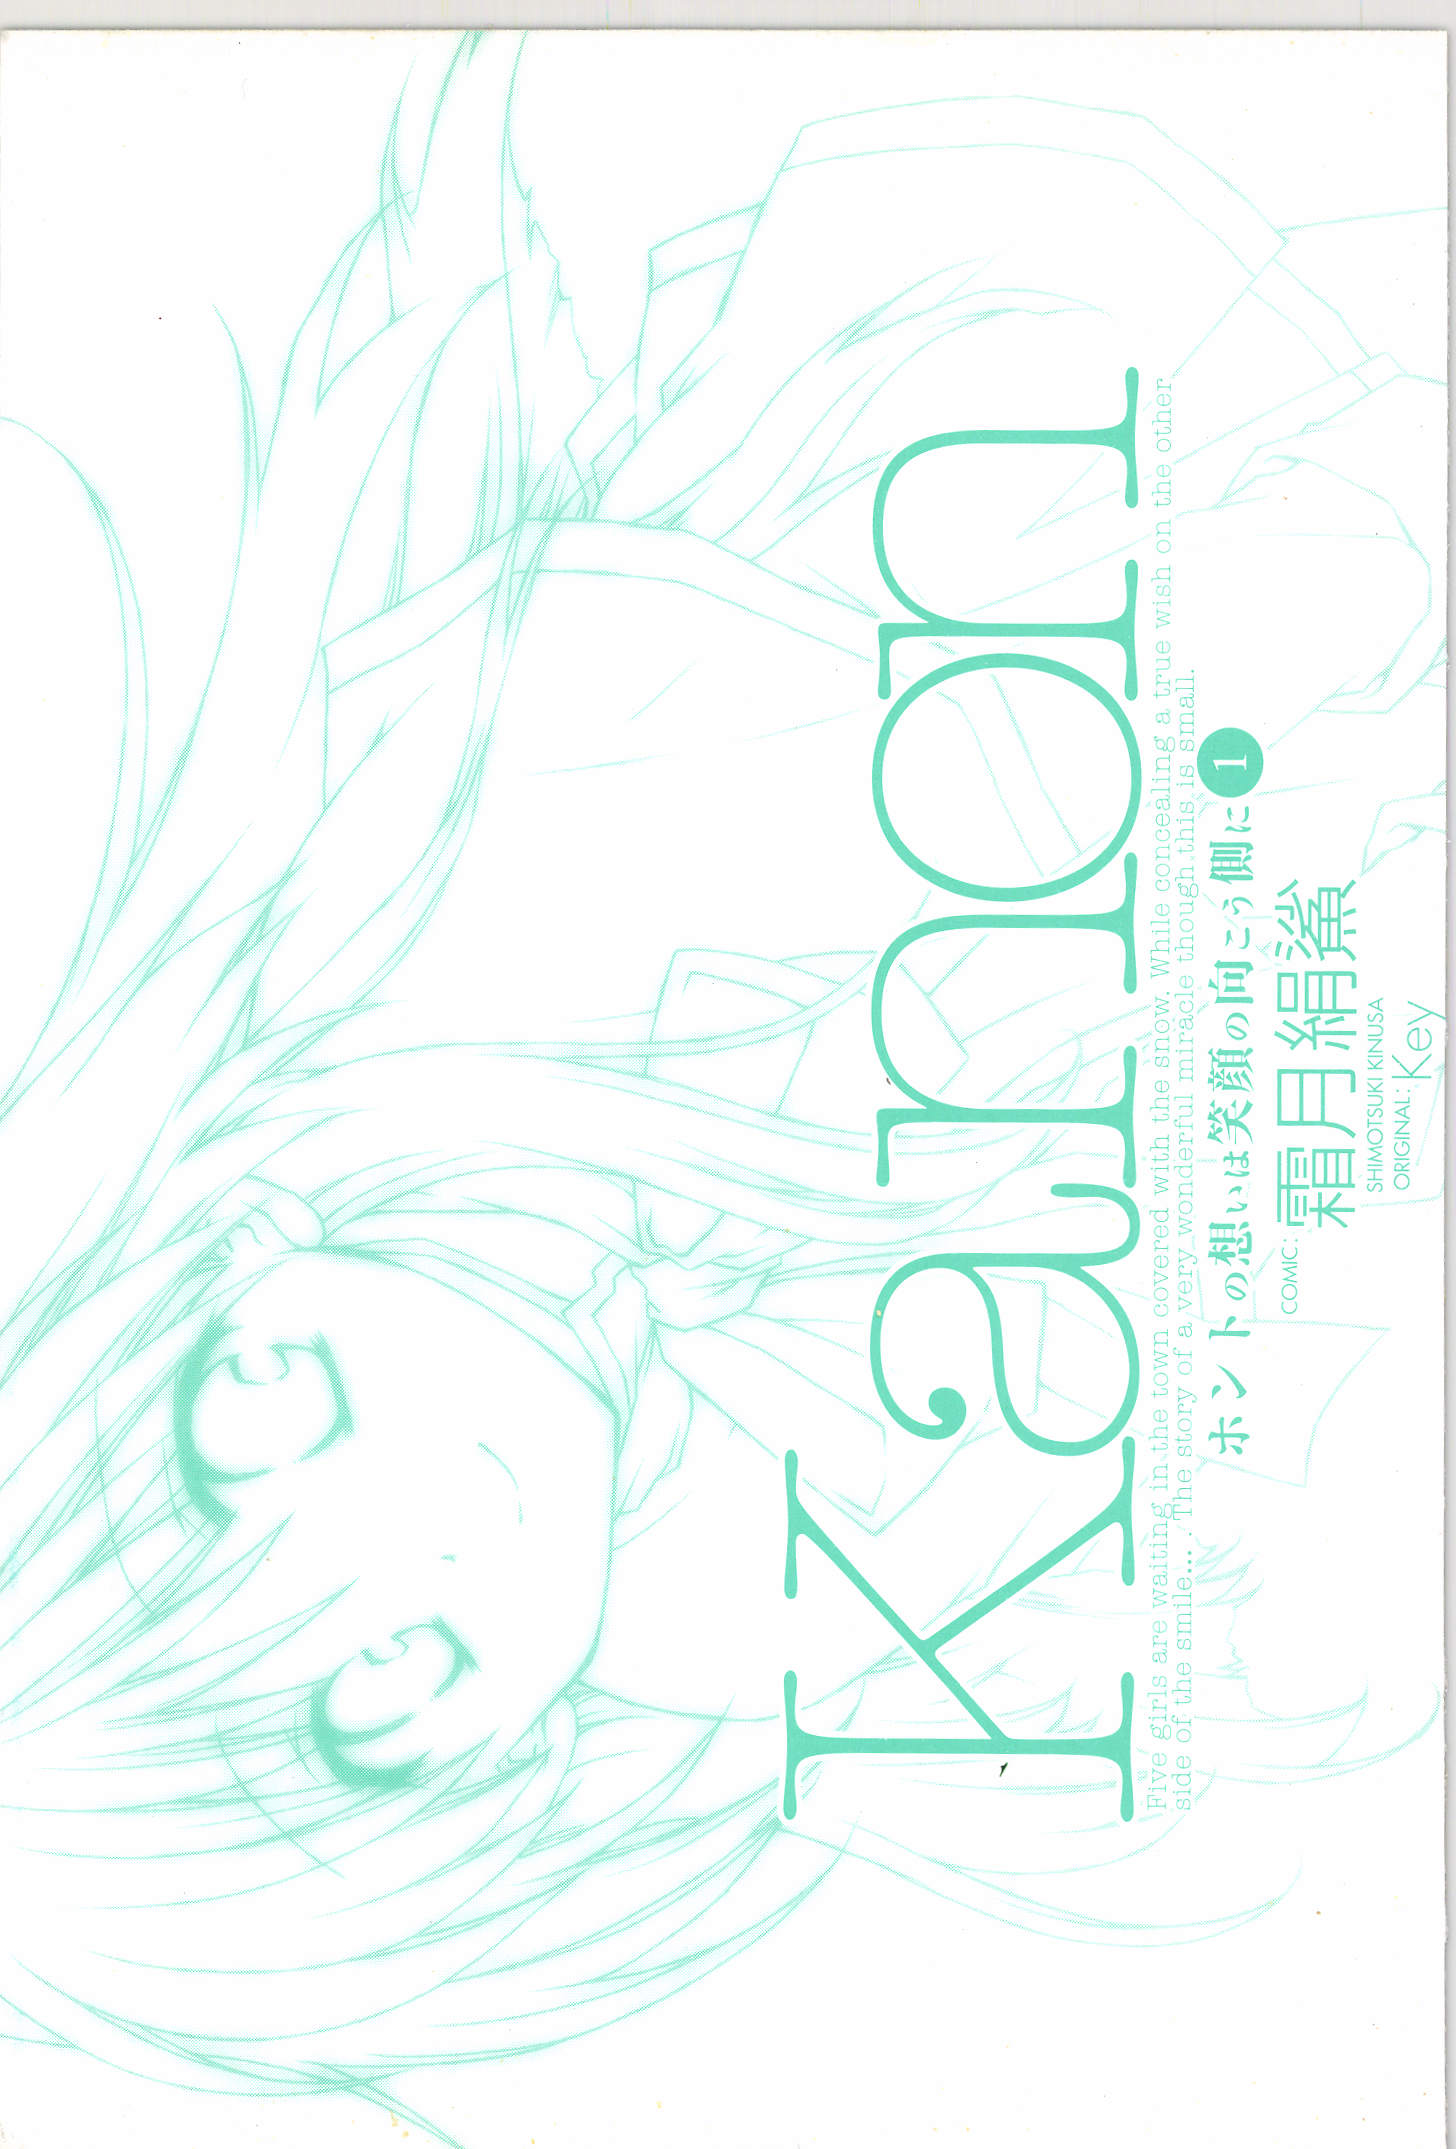 Kanon
Five girls are waiting in the town covered with the snow. While concealing a true wish on the other
side of the smile... . The story of a very wonderful miracle though this is small.
ホントの想いは笑顔の向こう側に 1
COMIC: 霜月絹鯊
SHIMOTSUKI KINUSA
ORIGINAL: Key